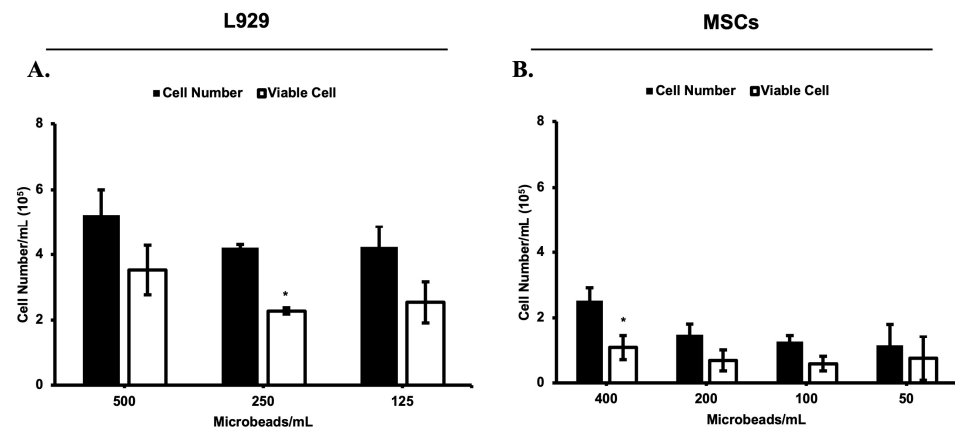 L929
A.
■Cell Number □Viable Cell
Cell Number/mL (10⁵)
8
6
4
2
0
*
500 250 125
Microbeads/mL
MSCs
B.
■Cell Number □Viable Cell
Cell Number/mL (10⁵)
8
6
4
2
0
*
400 200 100 50
Microbeads/mL